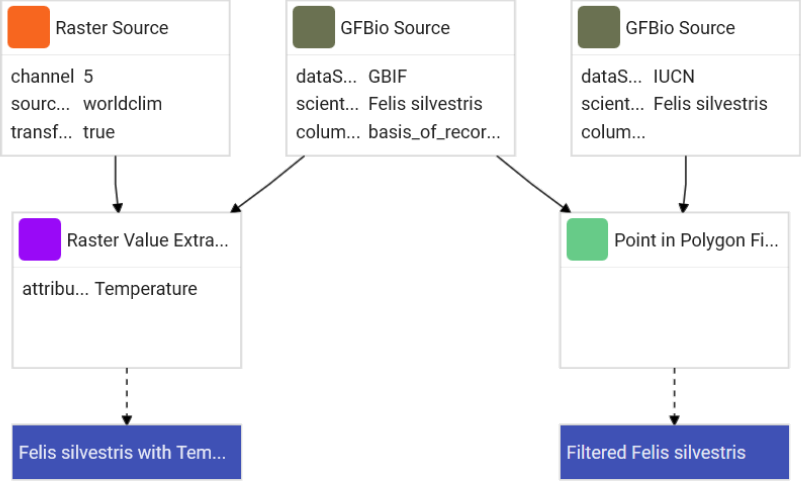 Raster Source
channel 5
sourc... worldclim
transf... true
GFBio Source
dataS... GBIF
scient... Felis silvestris
colum... basis_of_recor...
GFBio Source
dataS... IUCN
scient... Felis silvestris
colum...
Raster Value Extra...
attribu... Temperature
Point in Polygon Fi...
Felis silvestris with Tem...
Filtered Felis silvestris